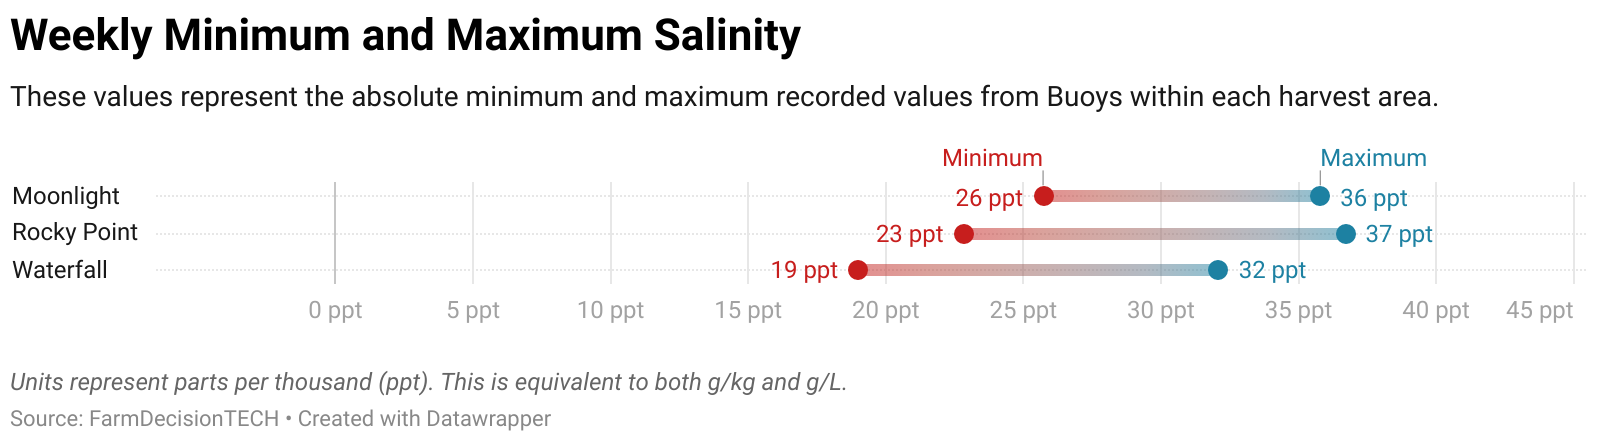 Weekly Minimum and Maximum Salinity
These values represent the absolute minimum and maximum recorded values from Buoys within each harvest area.
Minimum Maximum
Moonlight 26 ppt 36 ppt
Rocky Point 23 ppt 37 ppt
Waterfall 19 ppt 32 ppt
0 ppt 5 ppt 10 ppt 15 ppt 20 ppt 25 ppt 30 ppt 35 ppt 40 ppt 45 ppt
Units represent parts per thousand (ppt). This is equivalent to both g/kg and g/L.
Source: FarmDecisionTECH • Created with Datawrapper